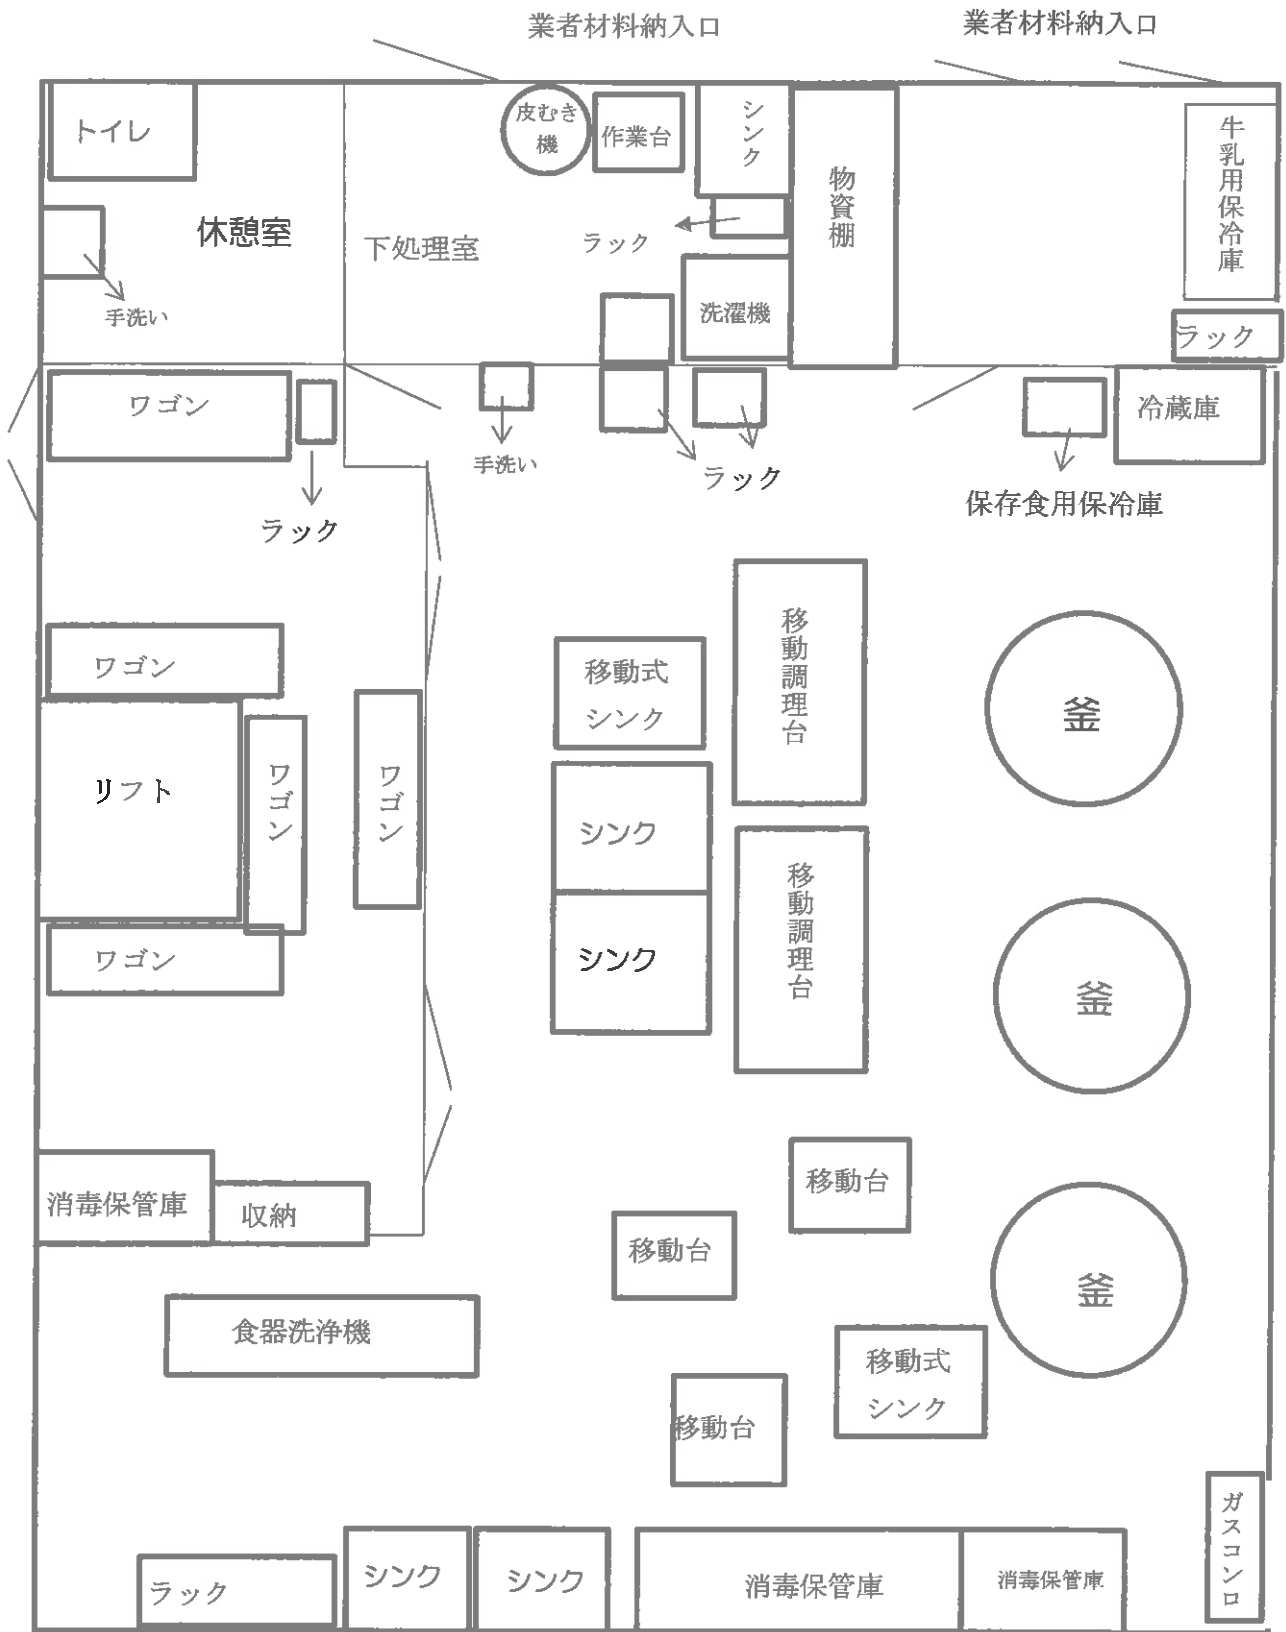 業者材料納入口
業者材料納入口
トイレ
皮むき
機
作業台
シンク
物資棚
牛乳用保冷庫
休憩室
下処理室
ラック
手洗い
洗濯機
ラック
ワゴン
冷蔵庫
手洗い
ラック
保存食用保冷庫
ラック
移動調理台
移動式
シンク
ワゴン
釜
リフト
ワゴン
ワゴン
シンク
移動調理台
シンク
ワゴン
釜
移動台
消毒保管庫
収納
移動台
釜
食器洗浄機
移動式
シンク
移動台
ガスコンロ
ラック
シンク
シンク
消毒保管庫
消毒保管庫